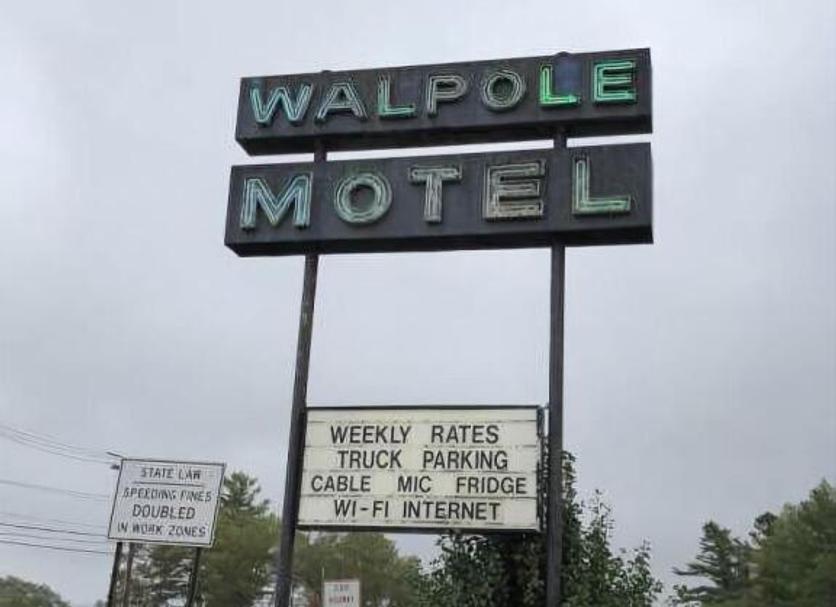 WALPOLE
MOTEL
WEEKLY RATES
TRUCK PARKING
CABLE MIC FRIDGE
WI-FI INTERNET
STATE LAW
SPEEDING FINES
DOUBLED
IN WORK ZONES